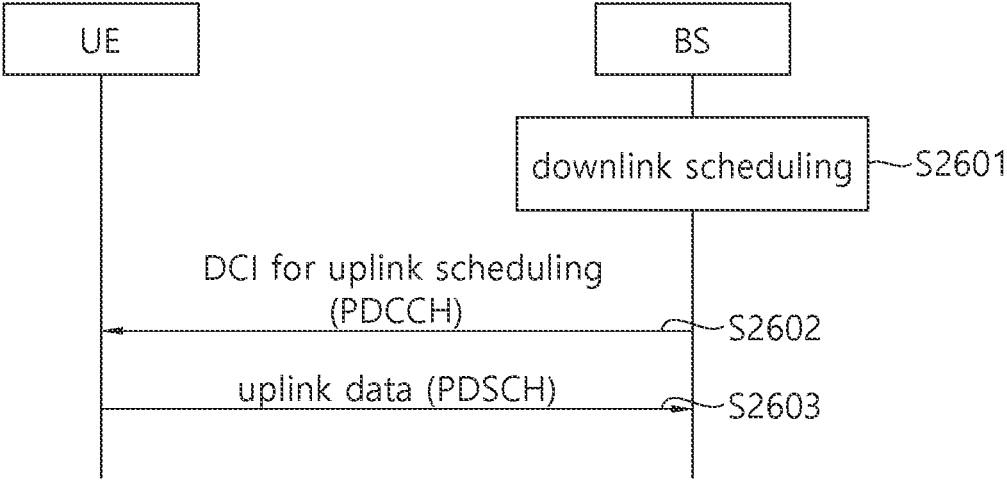 UE
BS
downlink scheduling
S2601
DCI for uplink scheduling
(PDCCH)
S2602
uplink data (PDSCH)
S2603